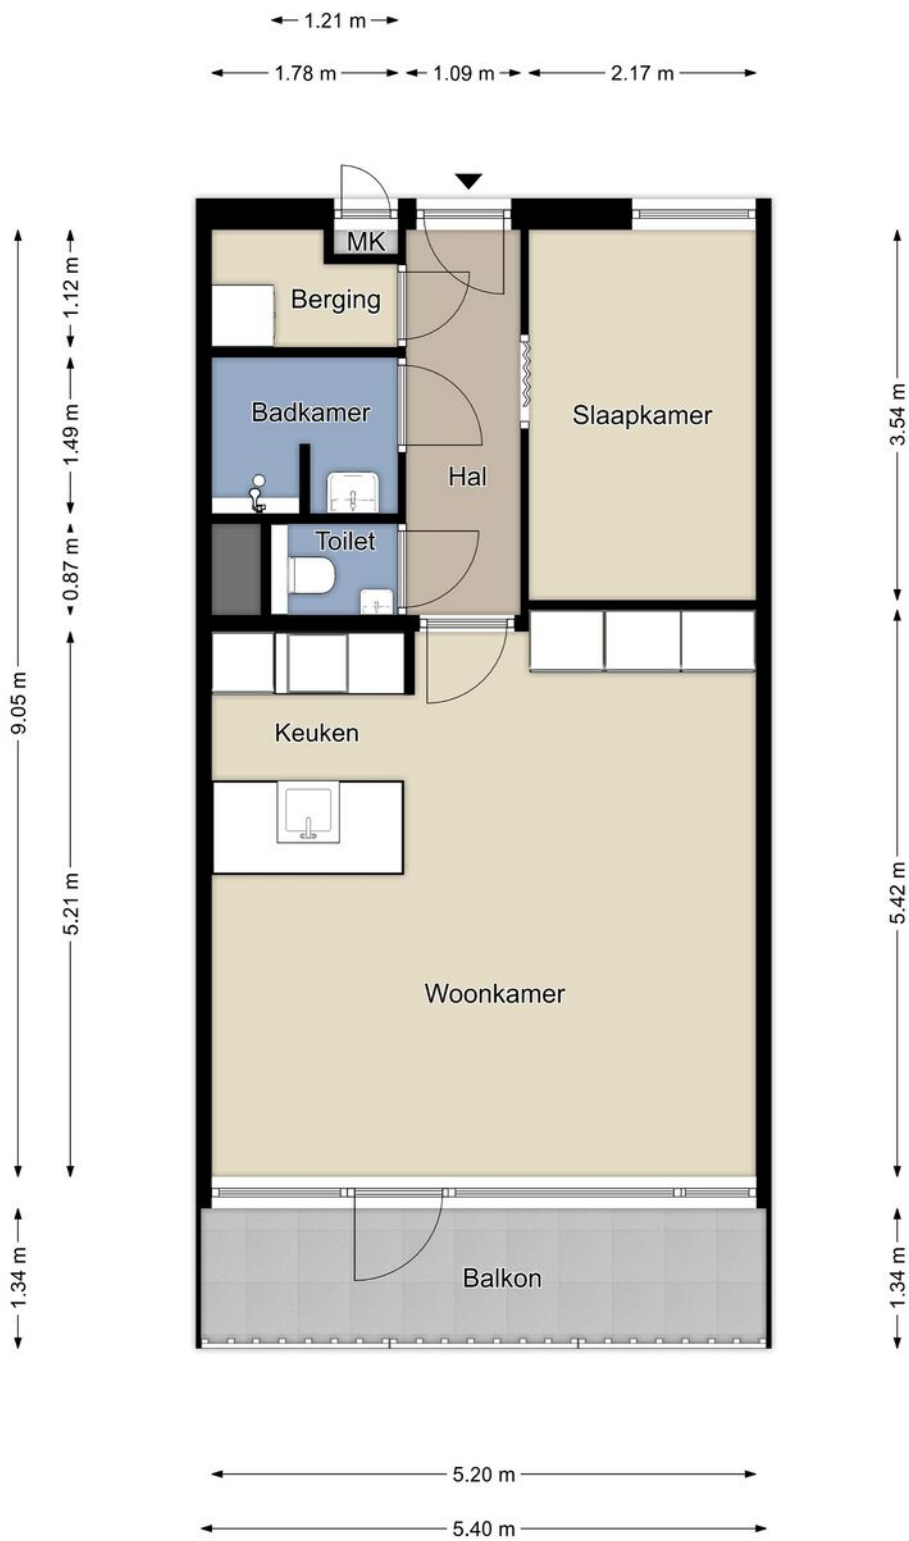 1.21 m
1.78 m
1.09 m
2.17 m
MK
Berging
1.12 m
Badkamer
1.49 m
Slaapkamer
3.54 m
Hal
Toilet
0.87 m
9.05 m
Keuken
5.21 m
5.42 m
Woonkamer
1.34 m
Balkon
1.34 m
5.20 m
5.40 m